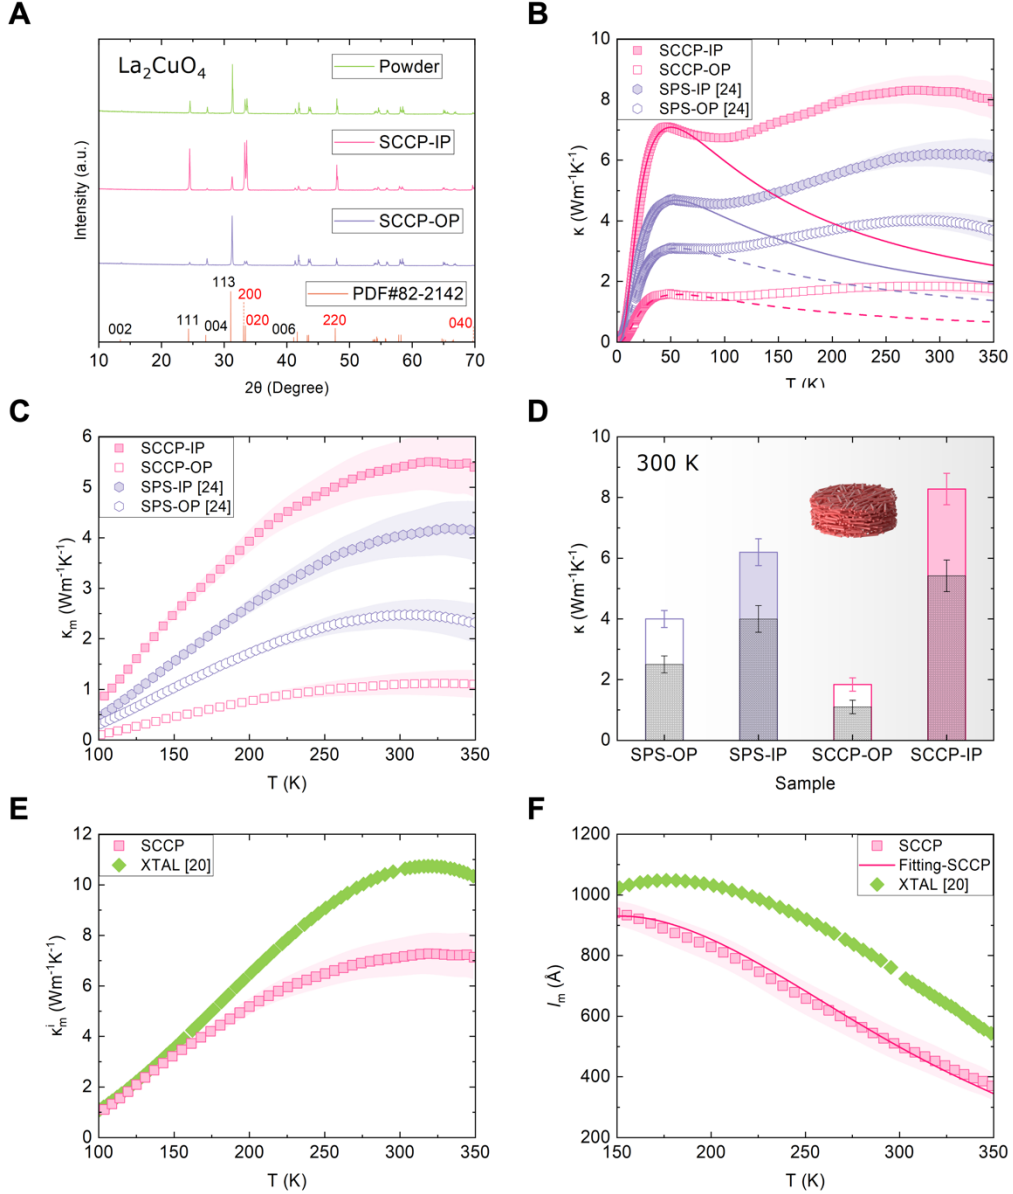 A
La₂CuO₄
Powder
SCCP-IP
SCCP-OP
PDF#82-2142
002
111
004
113
200
020
006
220
040
10 20 30 40 50 60 70
2θ (Degree)
Intensity (a.u.)
B
SCCP-IP
SCCP-OP
SPS-IP [24]
SPS-OP [24]
10
8
6
4
2
0
κ (Wm⁻¹K⁻¹)
0 50 100 150 200 250 300 350
T (K)
C
SCCP-IP
SCCP-OP
SPS-IP [24]
SPS-OP [24]
6
5
4
3
2
1
0
κₘ (Wm⁻¹K⁻¹)
100 150 200 250 300 350
T (K)
D
300 K
10
8
6
4
2
0
κ (Wm⁻¹K⁻¹)
SPS-OP SPS-IP SCCP-OP SCCP-IP
Sample
E
SCCP
XTAL [20]
12
10
8
6
4
2
0
κₘⁱ (Wm⁻¹K⁻¹)
100 150 200 250 300 350
T (K)
F
SCCP
Fitting-SCCP
XTAL [20]
1200
1000
800
600
400
200
lₘ (Å)
150 200 250 300 350
T (K)